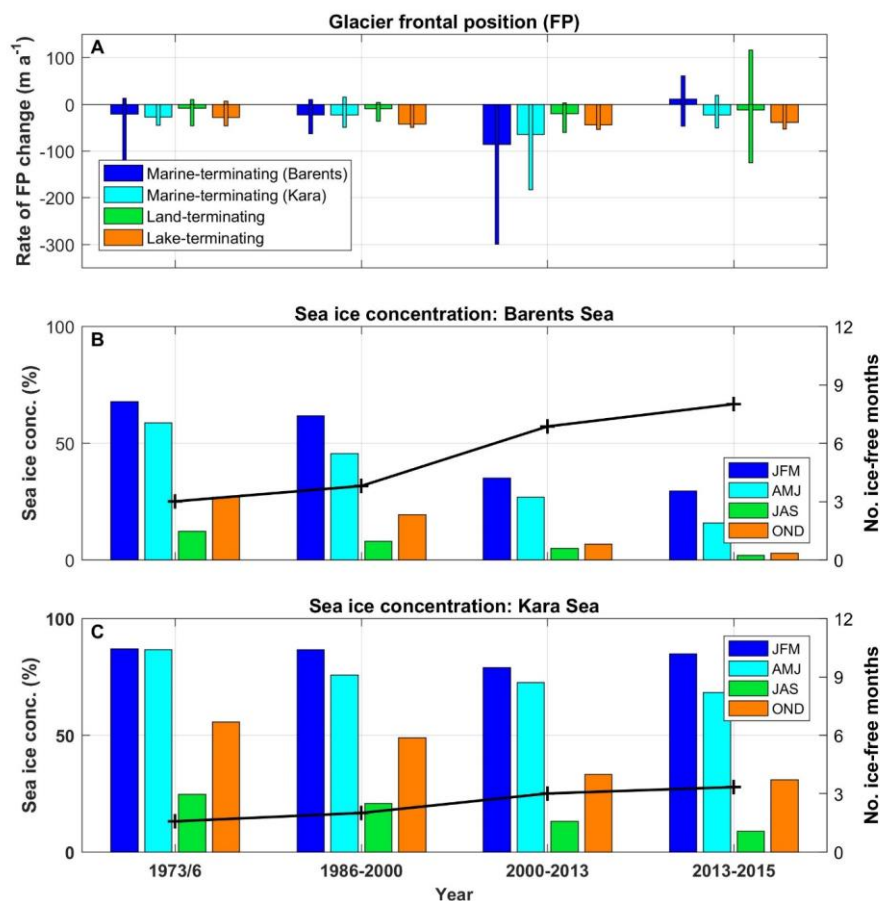 Glacier frontal position (FP)
A
Rate of FP change (m a⁻¹)
100
0
-100
-200
-300
Marine-terminating (Barents)
Marine-terminating (Kara)
Land-terminating
Lake-terminating
Sea ice concentration: Barents Sea
B
Sea ice conc. (%)
100
50
0
12
9
6
3
0
No. ice-free months
JFM
AMJ
JAS
OND
Sea ice concentration: Kara Sea
C
Sea ice conc. (%)
100
50
0
12
9
6
3
0
No. ice-free months
JFM
AMJ
JAS
OND
1973/6 1986-2000 2000-2013 2013-2015
Year